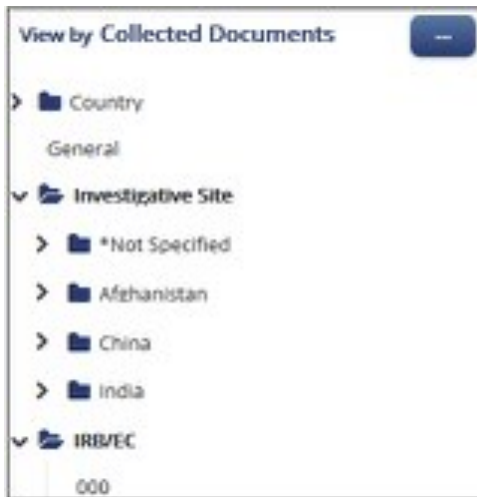 View by Collected Documents ...
Country
General
Investigative Site
*Not Specified
Afghanistan
China
India
IRB/EC
000